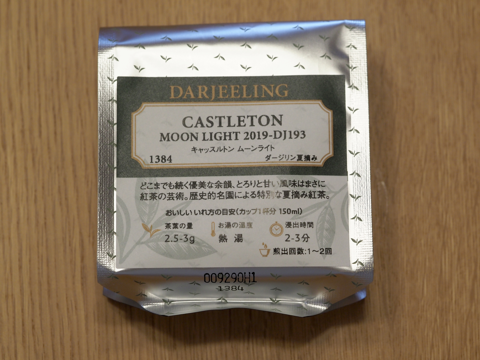 DARJEELING
CASTLETON
MOON LIGHT 2019-DJ193
キャッスルトン ムーンライト
1384 ダージリン夏摘み
どこまでも続く優美な余韻、とろりと甘い風味はまさに
紅茶の芸術。歴史的名園による特別な夏摘み紅茶。
おいしいいれ方の目安(カップ1杯分 150ml)
茶葉の量 お湯の温度 浸出時間
2.5-3g 熱湯 2-3分
煎出回数:1〜2回
009290H1
1384